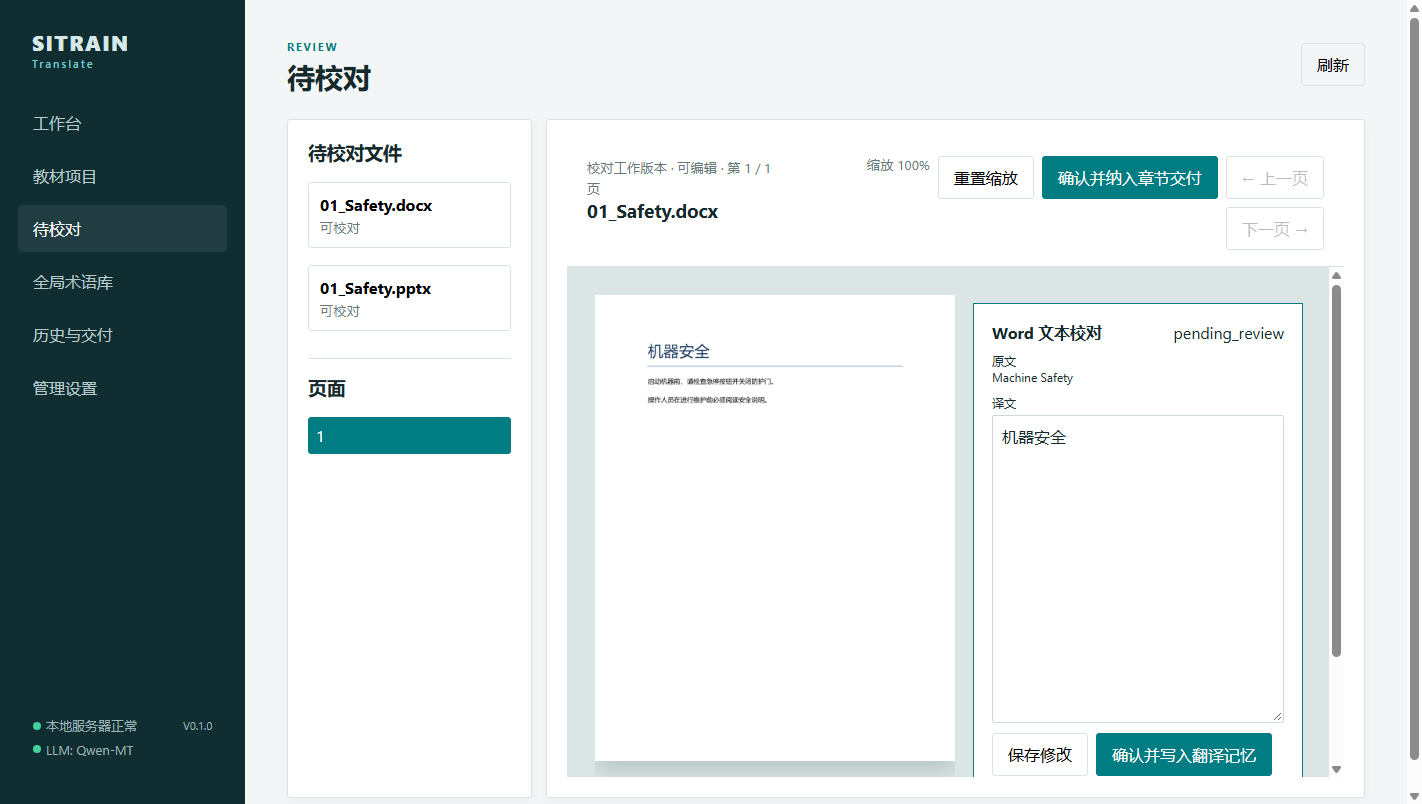 SITRAIN
Translate
工作台
教材项目
待校对
全局术语库
历史与交付
管理设置
本地服务器正常 V0.1.0
LLM: Qwen-MT
REVIEW
待校对
刷新
待校对文件
01_Safety.docx
可校对
01_Safety.pptx
可校对
页面
1
校对工作版本 · 可编辑 · 第 1 / 1
页
01_Safety.docx
缩放 100%
重置缩放
确认并纳入章节交付
← 上一页
下一页 →
机器安全
启动机器前，请检查急停按钮并关闭防护门。
操作人员在进行维护前必须阅读安全说明。
Word 文本校对 pending_review
原文
Machine Safety
译文
机器安全
保存修改
确认并写入翻译记忆